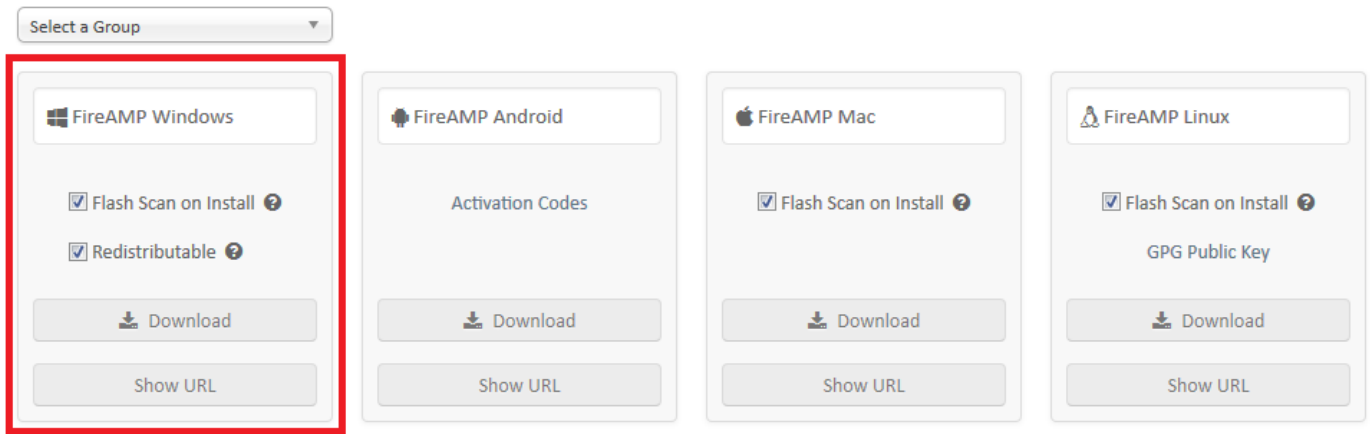 Select a Group
FireAMP Windows
Flash Scan on Install
Redistributable
Download
Show URL
FireAMP Android
Activation Codes
Download
Show URL
FireAMP Mac
Flash Scan on Install
Download
Show URL
FireAMP Linux
Flash Scan on Install
GPG Public Key
Download
Show URL